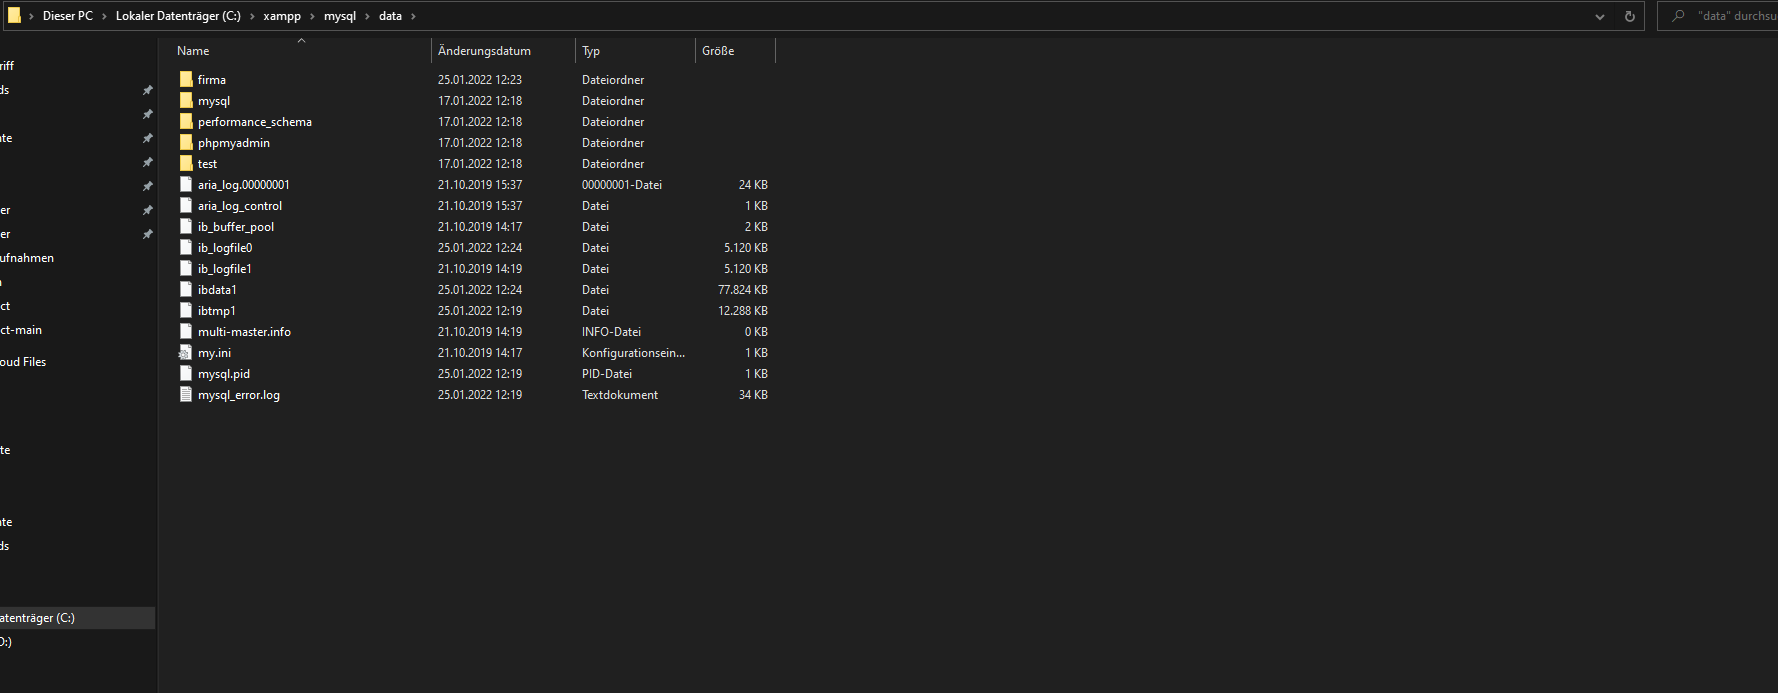 Dieser PC > Lokaler Datenträger (C:) > xampp > mysql > data >
"data" durchsu
Name Änderungsdatum Typ Größe
riff
ds
nte
er
er
ufnahmen
n
ct
ct-main
oud Files
te
nte
ds
atenträger (C:)
D:)
firma 25.01.2022 12:23 Dateiordner
mysql 17.01.2022 12:18 Dateiordner
performance_schema 17.01.2022 12:18 Dateiordner
phpmyadmin 17.01.2022 12:18 Dateiordner
test 17.01.2022 12:18 Dateiordner
aria_log.00000001 21.10.2019 15:37 00000001-Datei 24 KB
aria_log_control 21.10.2019 15:37 Datei 1 KB
ib_buffer_pool 21.10.2019 14:17 Datei 2 KB
ib_logfile0 25.01.2022 12:24 Datei 5.120 KB
ib_logfile1 21.10.2019 14:19 Datei 5.120 KB
ibdata1 25.01.2022 12:24 Datei 77.824 KB
ibtmp1 25.01.2022 12:19 Datei 12.288 KB
multi-master.info 21.10.2019 14:19 INFO-Datei 0 KB
my.ini 21.10.2019 14:17 Konfigurationsein... 1 KB
mysql.pid 25.01.2022 12:19 PID-Datei 1 KB
mysql_error.log 25.01.2022 12:19 Textdokument 34 KB